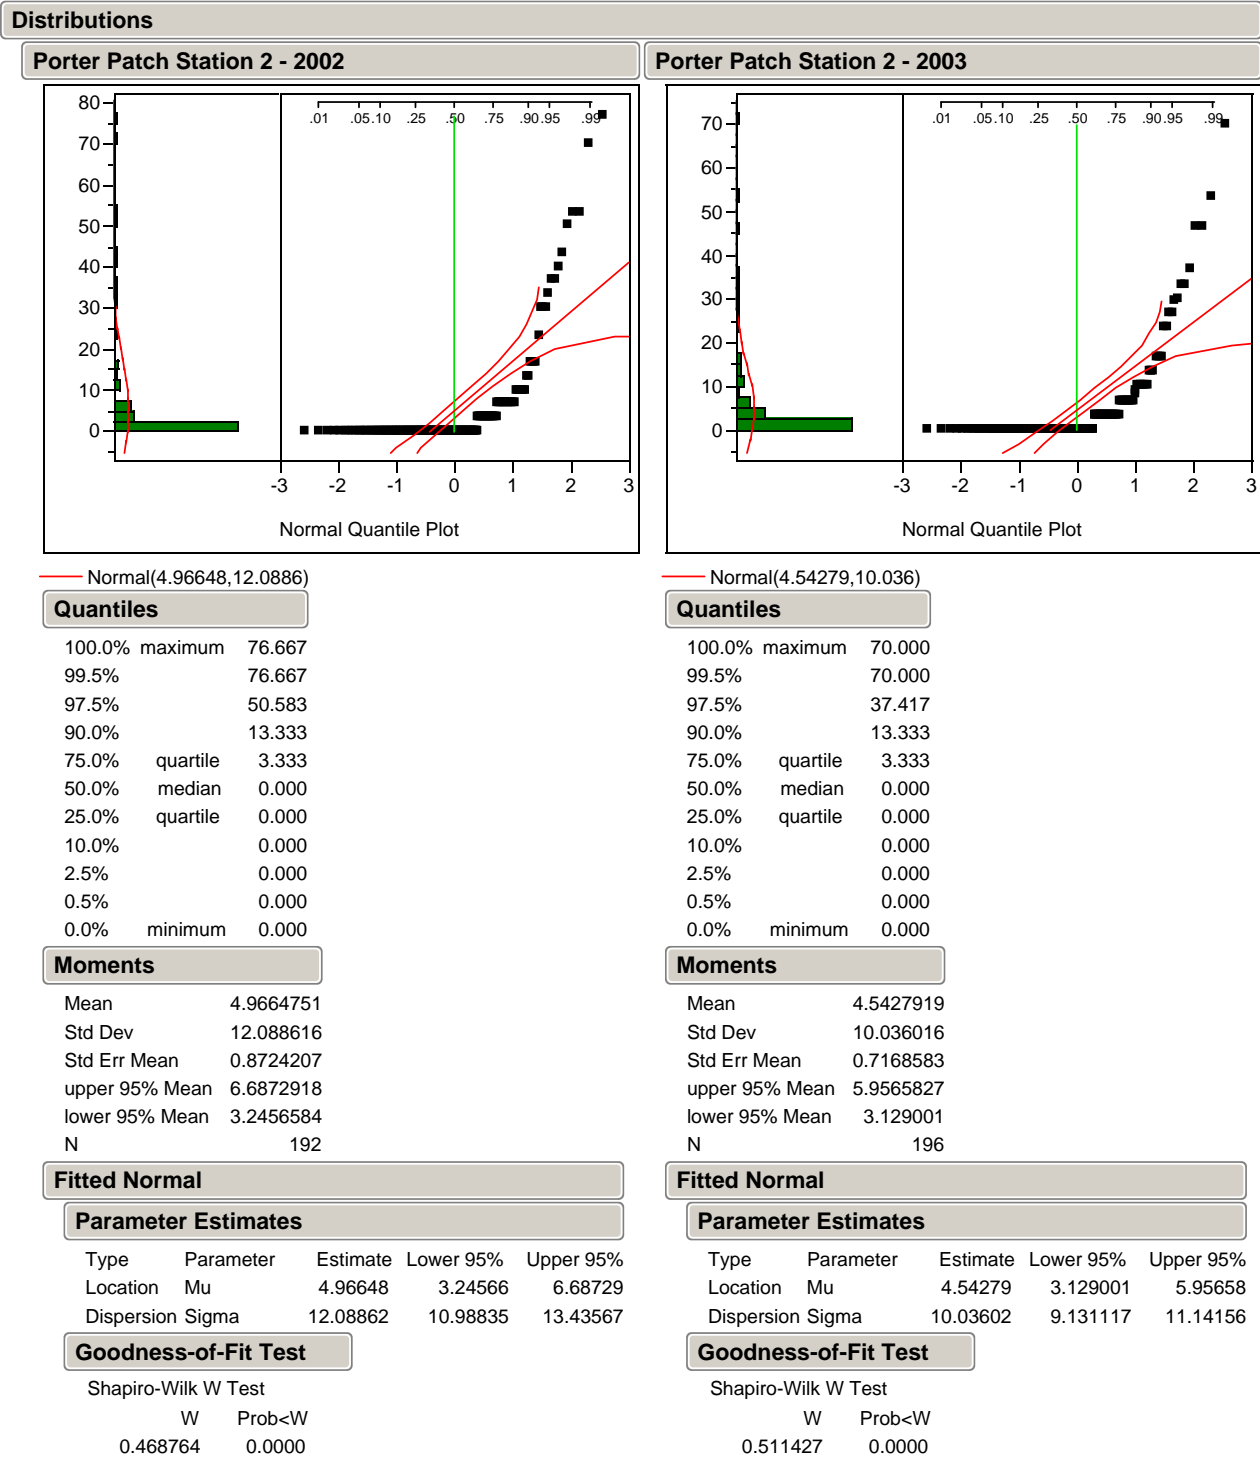 Distributions
Porter Patch Station 2 - 2002
80
70
60
50
40
30
20
10
0
.01 .05 .10 .25 .50 .75 .90 .95 .99
-3 -2 -1 0 1 2 3
Normal Quantile Plot
Normal(4.96648,12.0886)
Quantiles
100.0% maximum 76.667
99.5% 76.667
97.5% 50.583
90.0% 13.333
75.0% quartile 3.333
50.0% median 0.000
25.0% quartile 0.000
10.0% 0.000
2.5% 0.000
0.5% 0.000
0.0% minimum 0.000
Moments
Mean 4.9664751
Std Dev 12.088616
Std Err Mean 0.8724207
upper 95% Mean 6.6872918
lower 95% Mean 3.2456584
N 192
Fitted Normal
Parameter Estimates
Type Parameter Estimate Lower 95% Upper 95%
Location Mu 4.96648 3.24566 6.68729
Dispersion Sigma 12.08862 10.98835 13.43567
Goodness-of-Fit Test
Shapiro-Wilk W Test
W Prob<W
0.468764 0.0000
Porter Patch Station 2 - 2003
70
60
50
40
30
20
10
0
.01 .05 .10 .25 .50 .75 .90 .95 .99
-3 -2 -1 0 1 2 3
Normal Quantile Plot
Normal(4.54279,10.036)
Quantiles
100.0% maximum 70.000
99.5% 70.000
97.5% 37.417
90.0% 13.333
75.0% quartile 3.333
50.0% median 0.000
25.0% quartile 0.000
10.0% 0.000
2.5% 0.000
0.5% 0.000
0.0% minimum 0.000
Moments
Mean 4.5427919
Std Dev 10.036016
Std Err Mean 0.7168583
upper 95% Mean 5.9565827
lower 95% Mean 3.129001
N 196
Fitted Normal
Parameter Estimates
Type Parameter Estimate Lower 95% Upper 95%
Location Mu 4.54279 3.129001 5.95658
Dispersion Sigma 10.03602 9.131117 11.14156
Goodness-of-Fit Test
Shapiro-Wilk W Test
W Prob<W
0.511427 0.0000